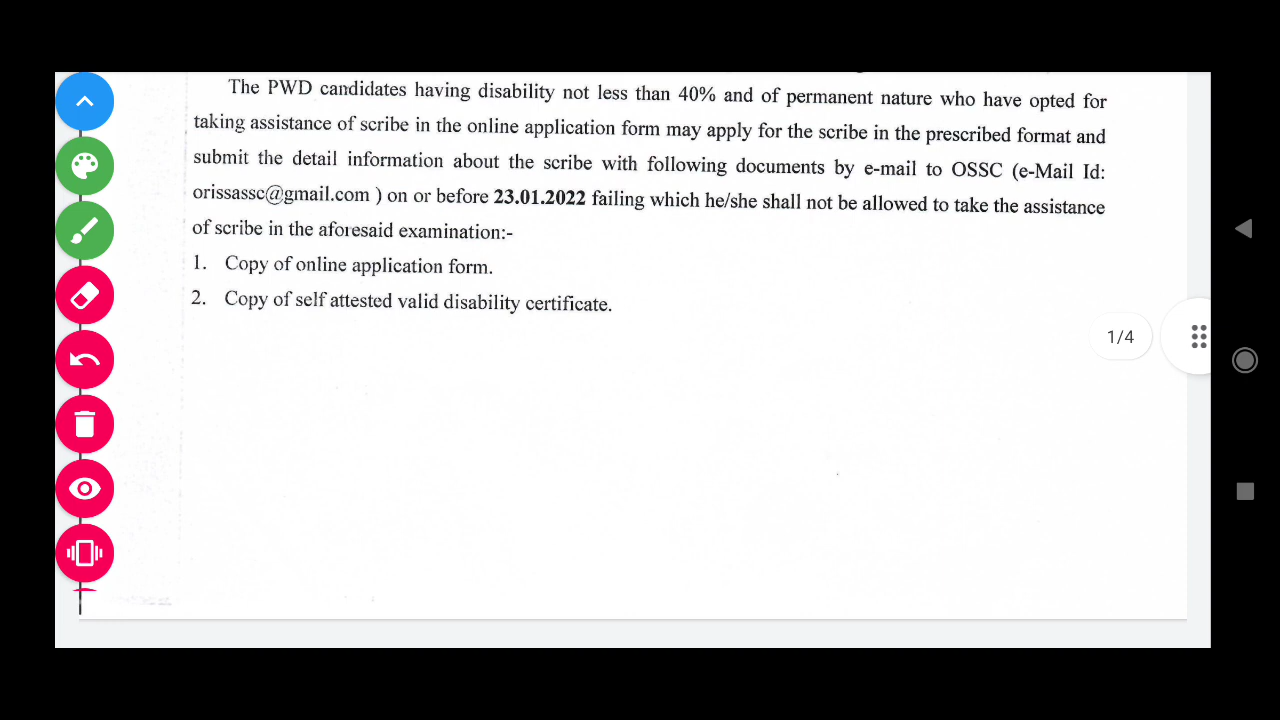 The PWD candidates having disability not less than 40% and of permanent nature who have opted for
taking assistance of scribe in the online application form may apply for the scribe in the prescribed format and
submit the detail information about the scribe with following documents by e-mail to OSSC (e-Mail Id:
orissassc@gmail.com ) on or before 23.01.2022 failing which he/she shall not be allowed to take the assistance
of scribe in the aforesaid examination:-
1. Copy of online application form.
2. Copy of self attested valid disability certificate.
1/4